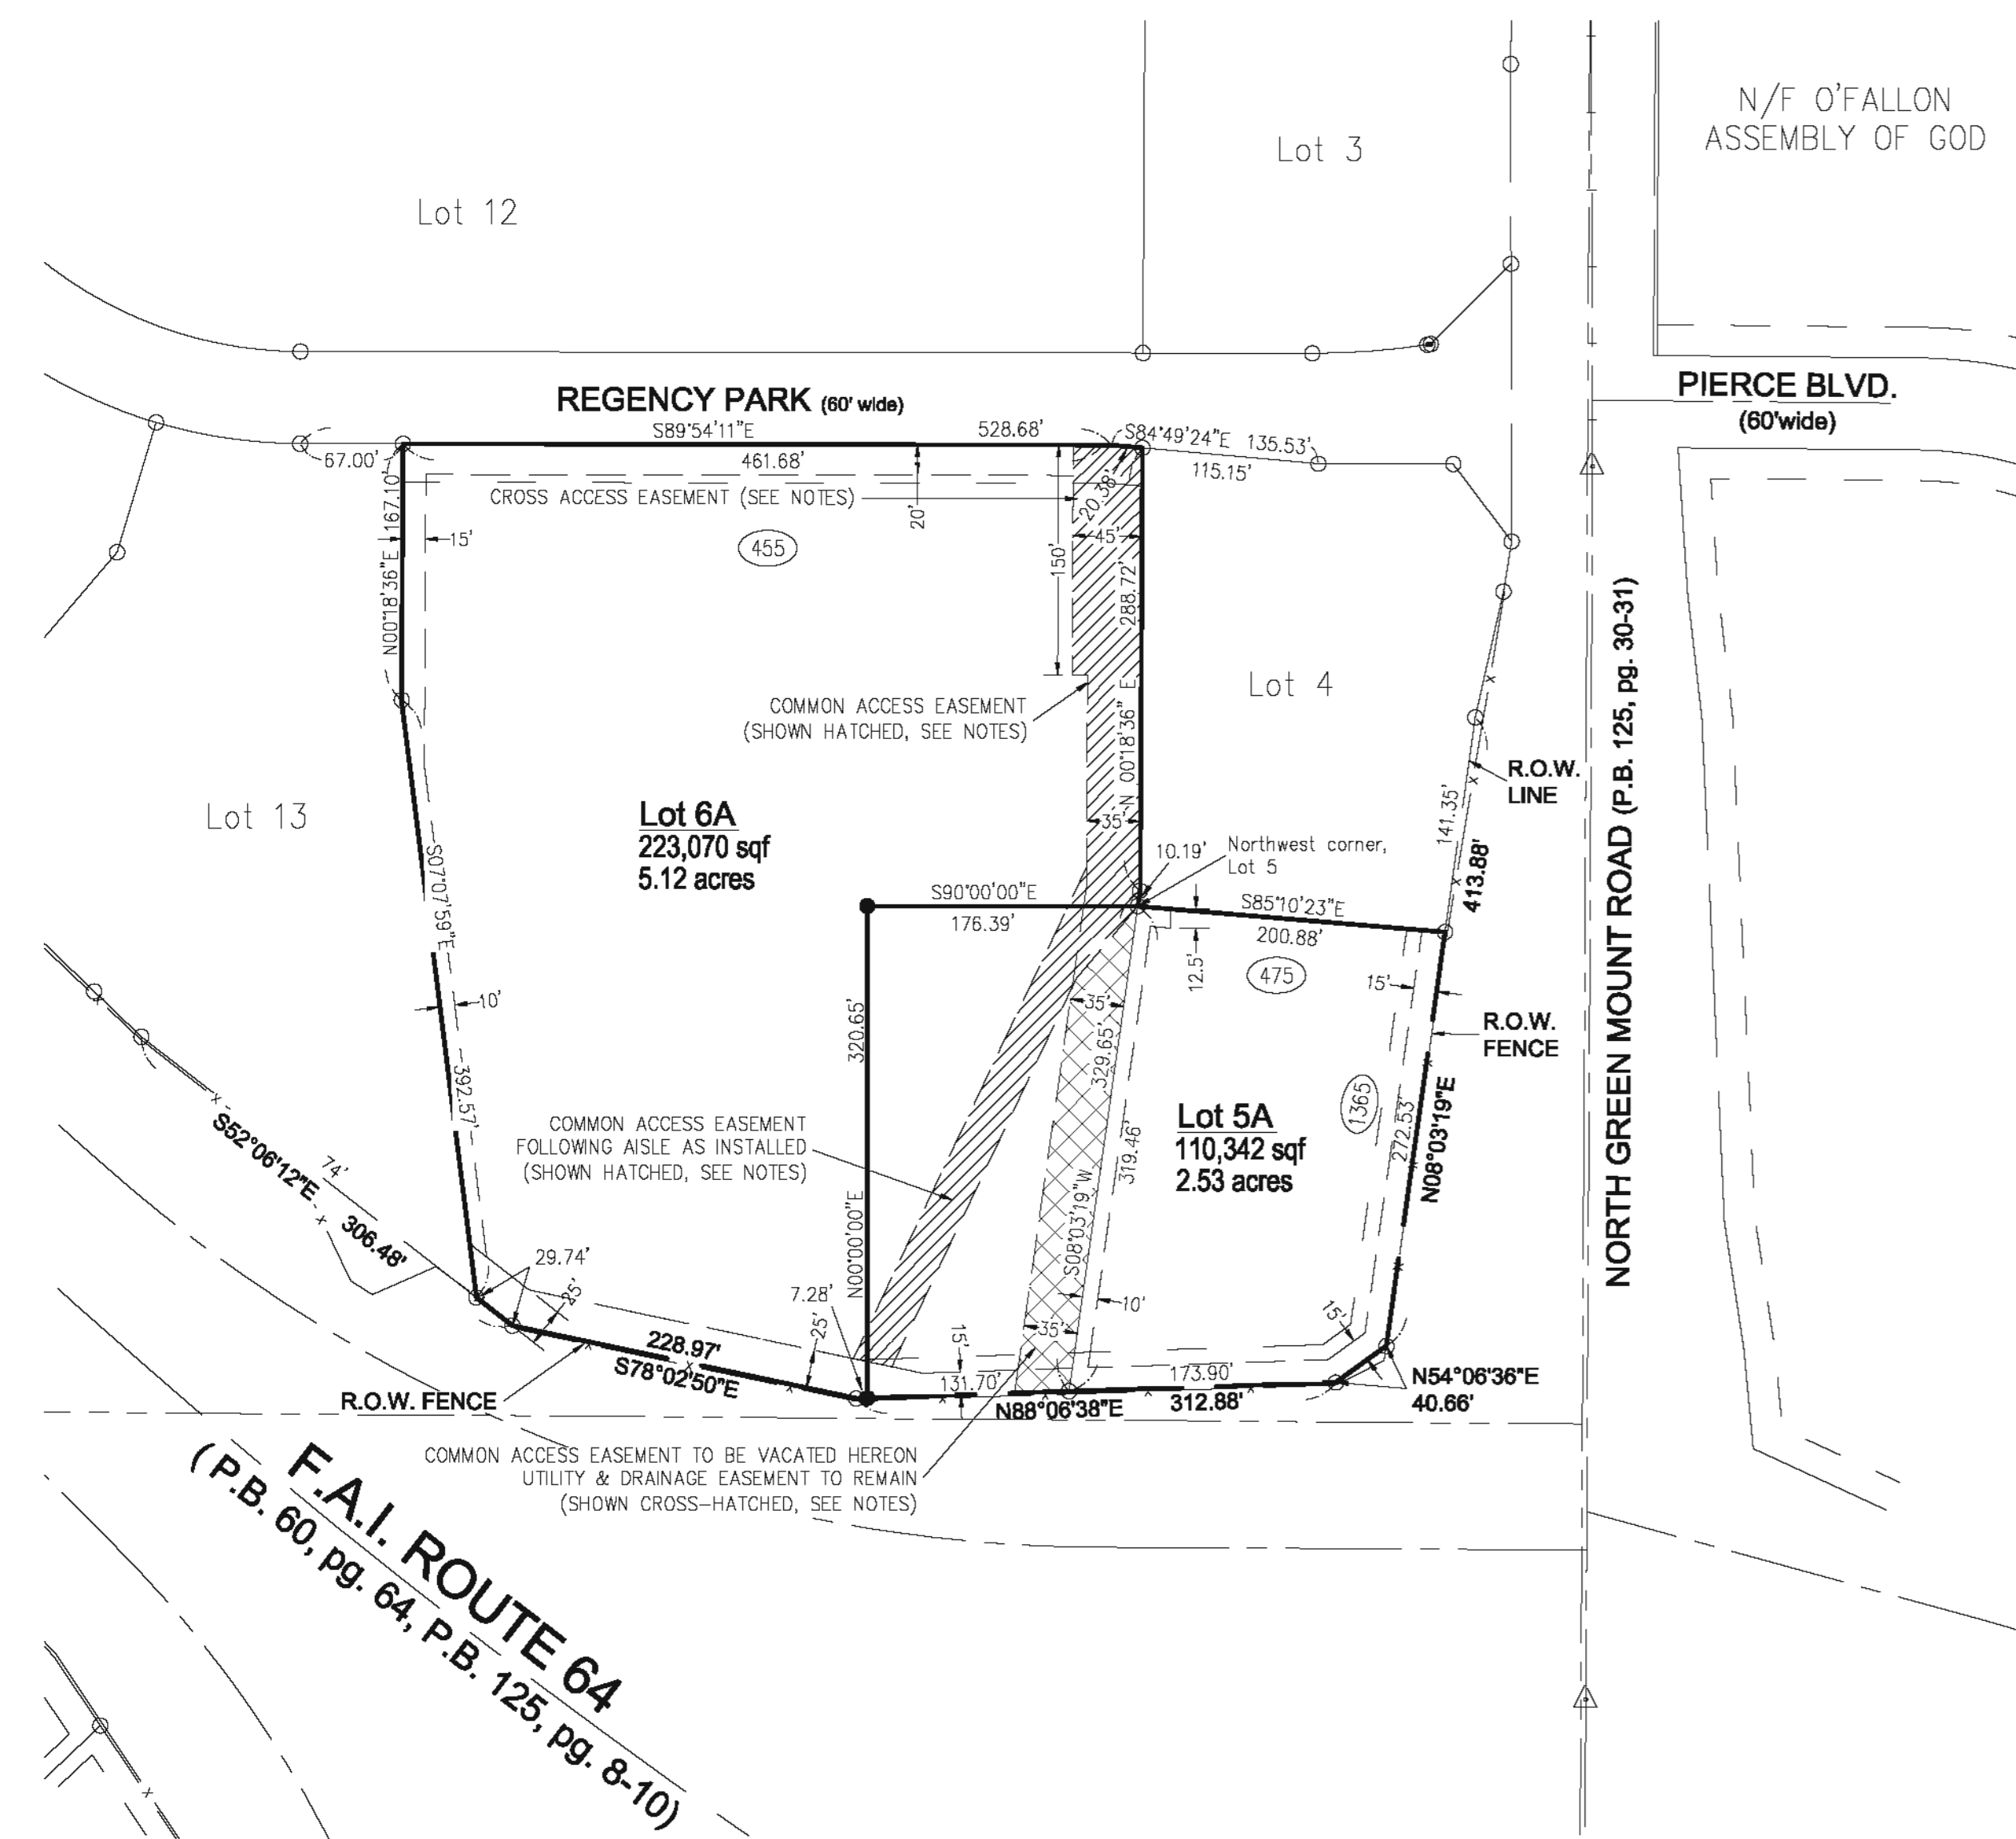 N/F O'FALLON
ASSEMBLY OF GOD
Lot 3
Lot 12
REGENCY PARK (60' wide)
PIERCE BLVD.
(60'wide)
S89°54'11"E
528.68'
S84°49'24"E 135.53'
67.00'
461.68'
115.15'
CROSS ACCESS EASEMENT (SEE NOTES)
20'
20.38'
167.10'
15'
455
45'
150'
288.72'
N00°18'36"E
COMMON ACCESS EASEMENT
(SHOWN HATCHED, SEE NOTES)
N 00°18'36" E
Lot 4
R.O.W.
LINE
NORTH GREEN MOUNT ROAD (P.B. 125, pg. 30-31)
Lot 13
Lot 6A
223,070 sqf
5.12 acres
35'
141.35'
413.88'
10.19'
Northwest corner,
Lot 5
S07°07'59"E
S90°00'00"E
176.39'
S85°10'23"E
200.88'
12.5'
475
15'
10'
35'
R.O.W.
FENCE
320.65'
329.65'
392.57'
1365
272.53'
N08°03'19"E
COMMON ACCESS EASEMENT
FOLLOWING AISLE AS INSTALLED
(SHOWN HATCHED, SEE NOTES)
Lot 5A
110,342 sqf
2.53 acres
319.46'
S52°06'12"E
74'
306.48'
N00°00'00"E
S08°03'19"W
29.74'
25'
7.28'
25'
15'
35'
10'
15'
228.97'
S78°02'50"E
131.70'
173.90'
N88°06'38"E
312.88'
N54°06'36"E
40.66'
R.O.W. FENCE
COMMON ACCESS EASEMENT TO BE VACATED HEREON
UTILITY & DRAINAGE EASEMENT TO REMAIN
(SHOWN CROSS-HATCHED, SEE NOTES)
F.A.I. ROUTE 64
(P.B. 60, pg. 64, P.B. 125, pg. 8-10)